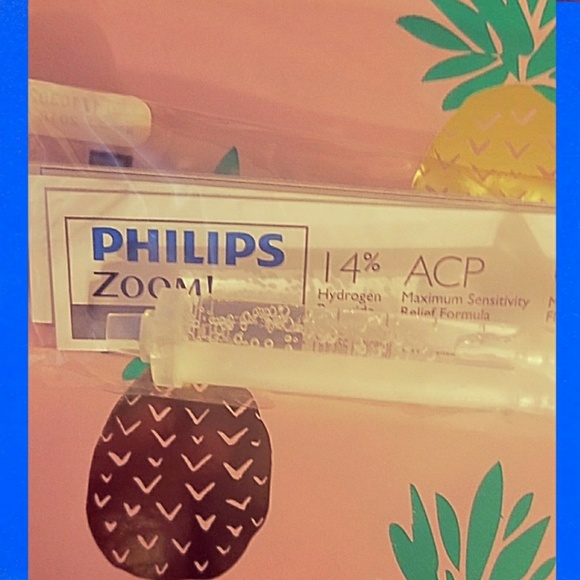 PHILIPS
ZOOM!
14%
Hydrogen
ACP
Maximum Sensitivity
Relief Formula